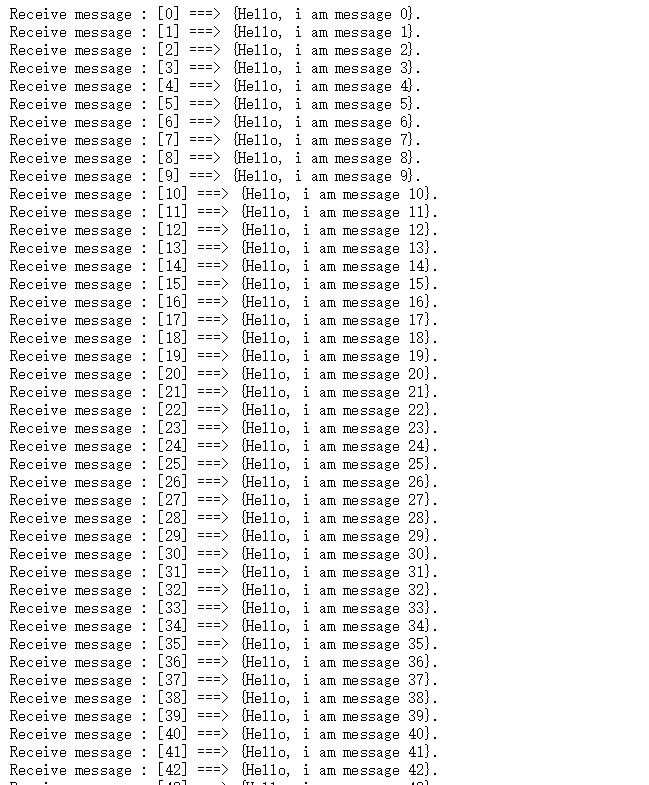 Receive message : [0] ===> {Hello, i am message 0}.
Receive message : [1] ===> {Hello, i am message 1}.
Receive message : [2] ===> {Hello, i am message 2}.
Receive message : [3] ===> {Hello, i am message 3}.
Receive message : [4] ===> {Hello, i am message 4}.
Receive message : [5] ===> {Hello, i am message 5}.
Receive message : [6] ===> {Hello, i am message 6}.
Receive message : [7] ===> {Hello, i am message 7}.
Receive message : [8] ===> {Hello, i am message 8}.
Receive message : [9] ===> {Hello, i am message 9}.
Receive message : [10] ===> {Hello, i am message 10}.
Receive message : [11] ===> {Hello, i am message 11}.
Receive message : [12] ===> {Hello, i am message 12}.
Receive message : [13] ===> {Hello, i am message 13}.
Receive message : [14] ===> {Hello, i am message 14}.
Receive message : [15] ===> {Hello, i am message 15}.
Receive message : [16] ===> {Hello, i am message 16}.
Receive message : [17] ===> {Hello, i am message 17}.
Receive message : [18] ===> {Hello, i am message 18}.
Receive message : [19] ===> {Hello, i am message 19}.
Receive message : [20] ===> {Hello, i am message 20}.
Receive message : [21] ===> {Hello, i am message 21}.
Receive message : [22] ===> {Hello, i am message 22}.
Receive message : [23] ===> {Hello, i am message 23}.
Receive message : [24] ===> {Hello, i am message 24}.
Receive message : [25] ===> {Hello, i am message 25}.
Receive message : [26] ===> {Hello, i am message 26}.
Receive message : [27] ===> {Hello, i am message 27}.
Receive message : [28] ===> {Hello, i am message 28}.
Receive message : [29] ===> {Hello, i am message 29}.
Receive message : [30] ===> {Hello, i am message 30}.
Receive message : [31] ===> {Hello, i am message 31}.
Receive message : [32] ===> {Hello, i am message 32}.
Receive message : [33] ===> {Hello, i am message 33}.
Receive message : [34] ===> {Hello, i am message 34}.
Receive message : [35] ===> {Hello, i am message 35}.
Receive message : [36] ===> {Hello, i am message 36}.
Receive message : [37] ===> {Hello, i am message 37}.
Receive message : [38] ===> {Hello, i am message 38}.
Receive message : [39] ===> {Hello, i am message 39}.
Receive message : [40] ===> {Hello, i am message 40}.
Receive message : [41] ===> {Hello, i am message 41}.
Receive message : [42] ===> {Hello, i am message 42}.